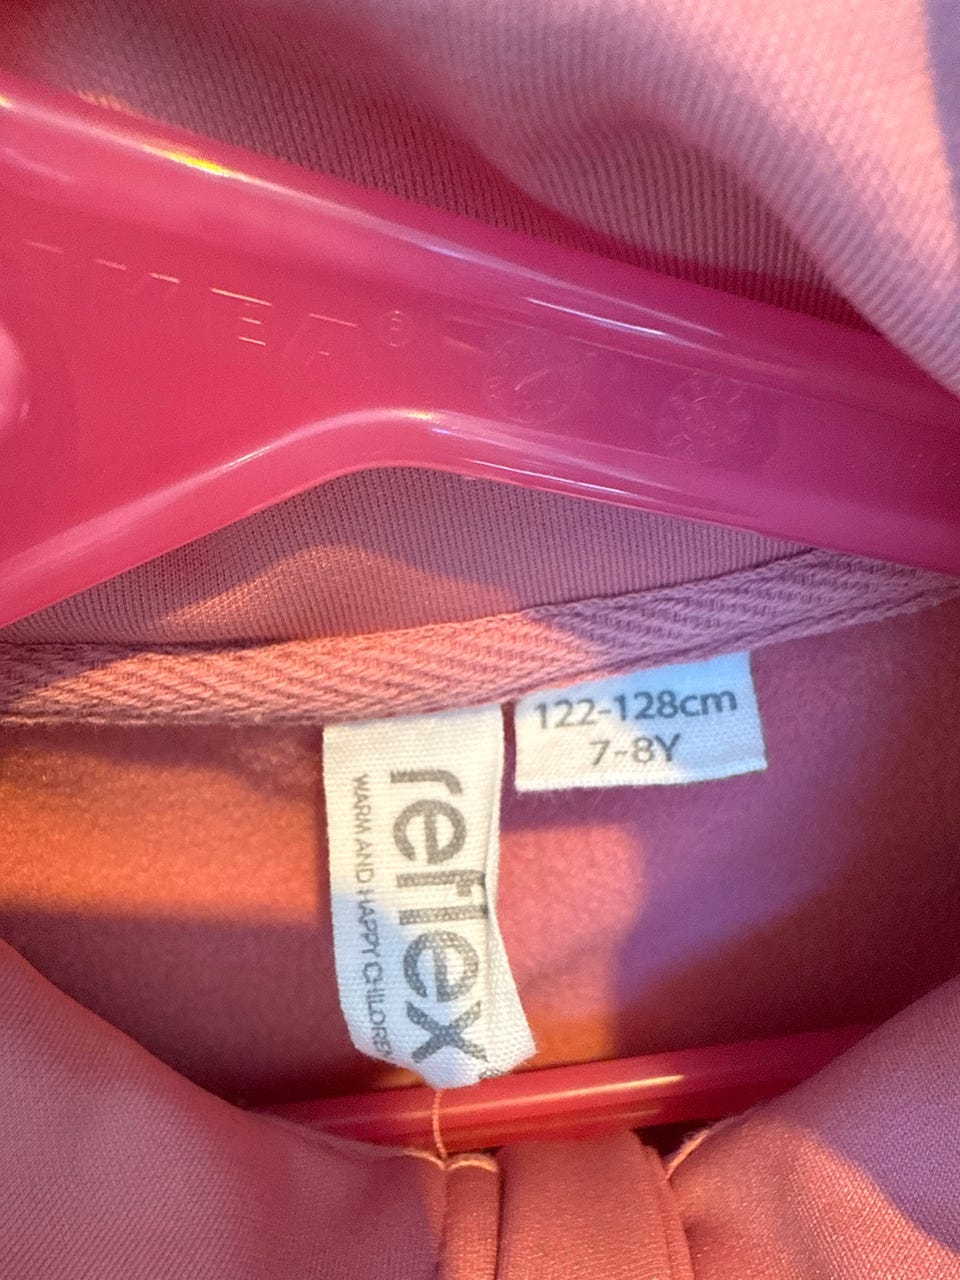 122-128cm
7-8Y
reflex
WARM AND HAPPY CHILDREN